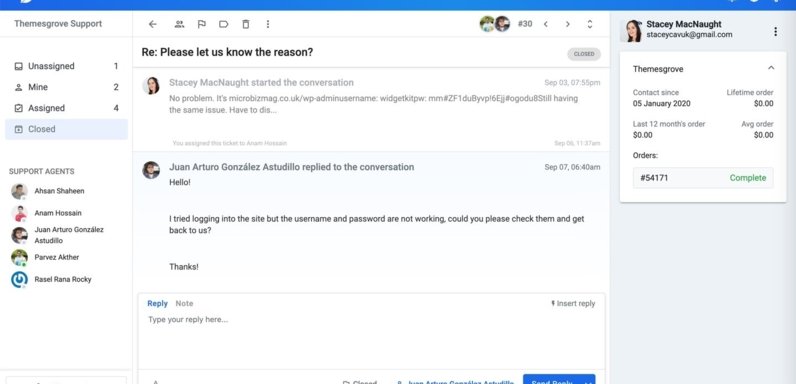 Themesgrove Support
Unassigned 1
Mine 2
Assigned 4
Closed
SUPPORT AGENTS
Ahsan Shaheen
Anam Hossain
Juan Arturo González
Astudillo
Parvez Akther
Rasel Rana Rocky
#30
Re: Please let us know the reason?
CLOSED
Stacey MacNaught started the conversation
Sep 03, 07:55pm
No problem. It's microbizmag.co.uk/wp-adminusername: widgetkitpw: mm#ZF1duByvp!6Ejj#ogodu8Still having
the same issue. Have to dis...
You assigned this ticket to Anam Hossain
Sep 06, 11:37am
Juan Arturo González Astudillo replied to the conversation
Sep 07, 06:40am
Hello!
I tried logging into the site but the username and password are not working, could you please check them and get
back to us?
Thanks!
Reply Note
Insert reply
Type your reply here...
Closed
Juan Arturo González Astudillo
Send Reply
Stacey MacNaught
staceycavuk@gmail.com
Themesgrove
Contact since Lifetime order
05 January 2020 $0.00
Last 12 month's order Avg order
$0.00 $0.00
Orders:
#54171 Complete